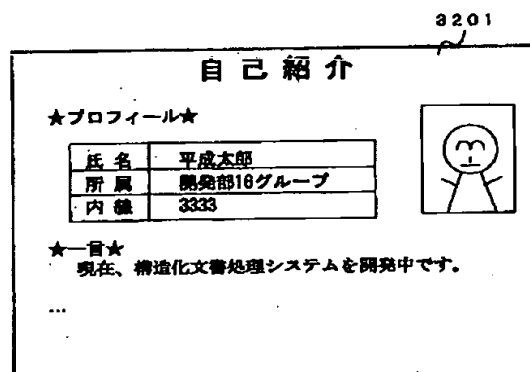 3201
自己紹介
★プロフィール★
氏名 平成太郎
所属 開発部16グループ
内線 3333
★一言★
現在、構造化文書処理システムを開発中です。
...